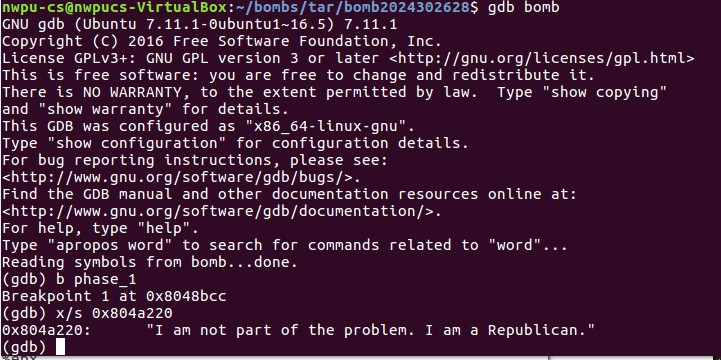 nwpu-cs@nwpucs-VirtualBox:~/bombs/tar/bomb2024302628$ gdb bomb
GNU gdb (Ubuntu 7.11.1-0ubuntu1~16.5) 7.11.1
Copyright (C) 2016 Free Software Foundation, Inc.
License GPLv3+: GNU GPL version 3 or later <http://gnu.org/licenses/gpl.html>
This is free software: you are free to change and redistribute it.
There is NO WARRANTY, to the extent permitted by law.  Type "show copying"
and "show warranty" for details.
This GDB was configured as "x86_64-linux-gnu".
Type "show configuration" for configuration details.
For bug reporting instructions, please see:
<http://www.gnu.org/software/gdb/bugs/>.
Find the GDB manual and other documentation resources online at:
<http://www.gnu.org/software/gdb/documentation/>.
For help, type "help".
Type "apropos word" to search for commands related to "word"...
Reading symbols from bomb...done.
(gdb) b phase_1
Breakpoint 1 at 0x8048bcc
(gdb) x/s 0x804a220
0x804a220:      "I am not part of the problem. I am a Republican."
(gdb)